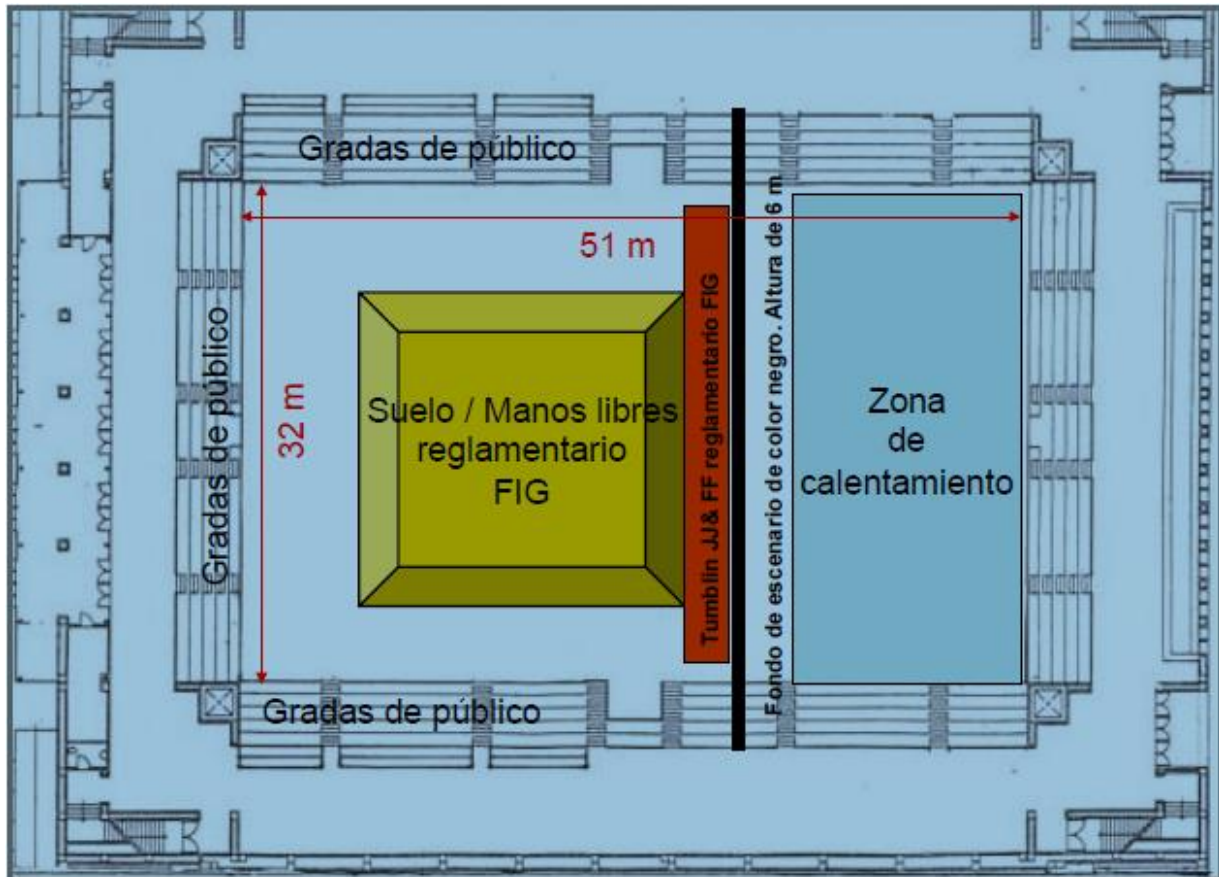 Gradas de público
51 m
32 m
Gradas de público
Suelo / Manos libres
reglamentario
FIG
Tumblin JJ& FF reglamentario FIG
Fondo de escenario de color negro. Altura de 6 m
Zona
de
calentamiento
Gradas de público